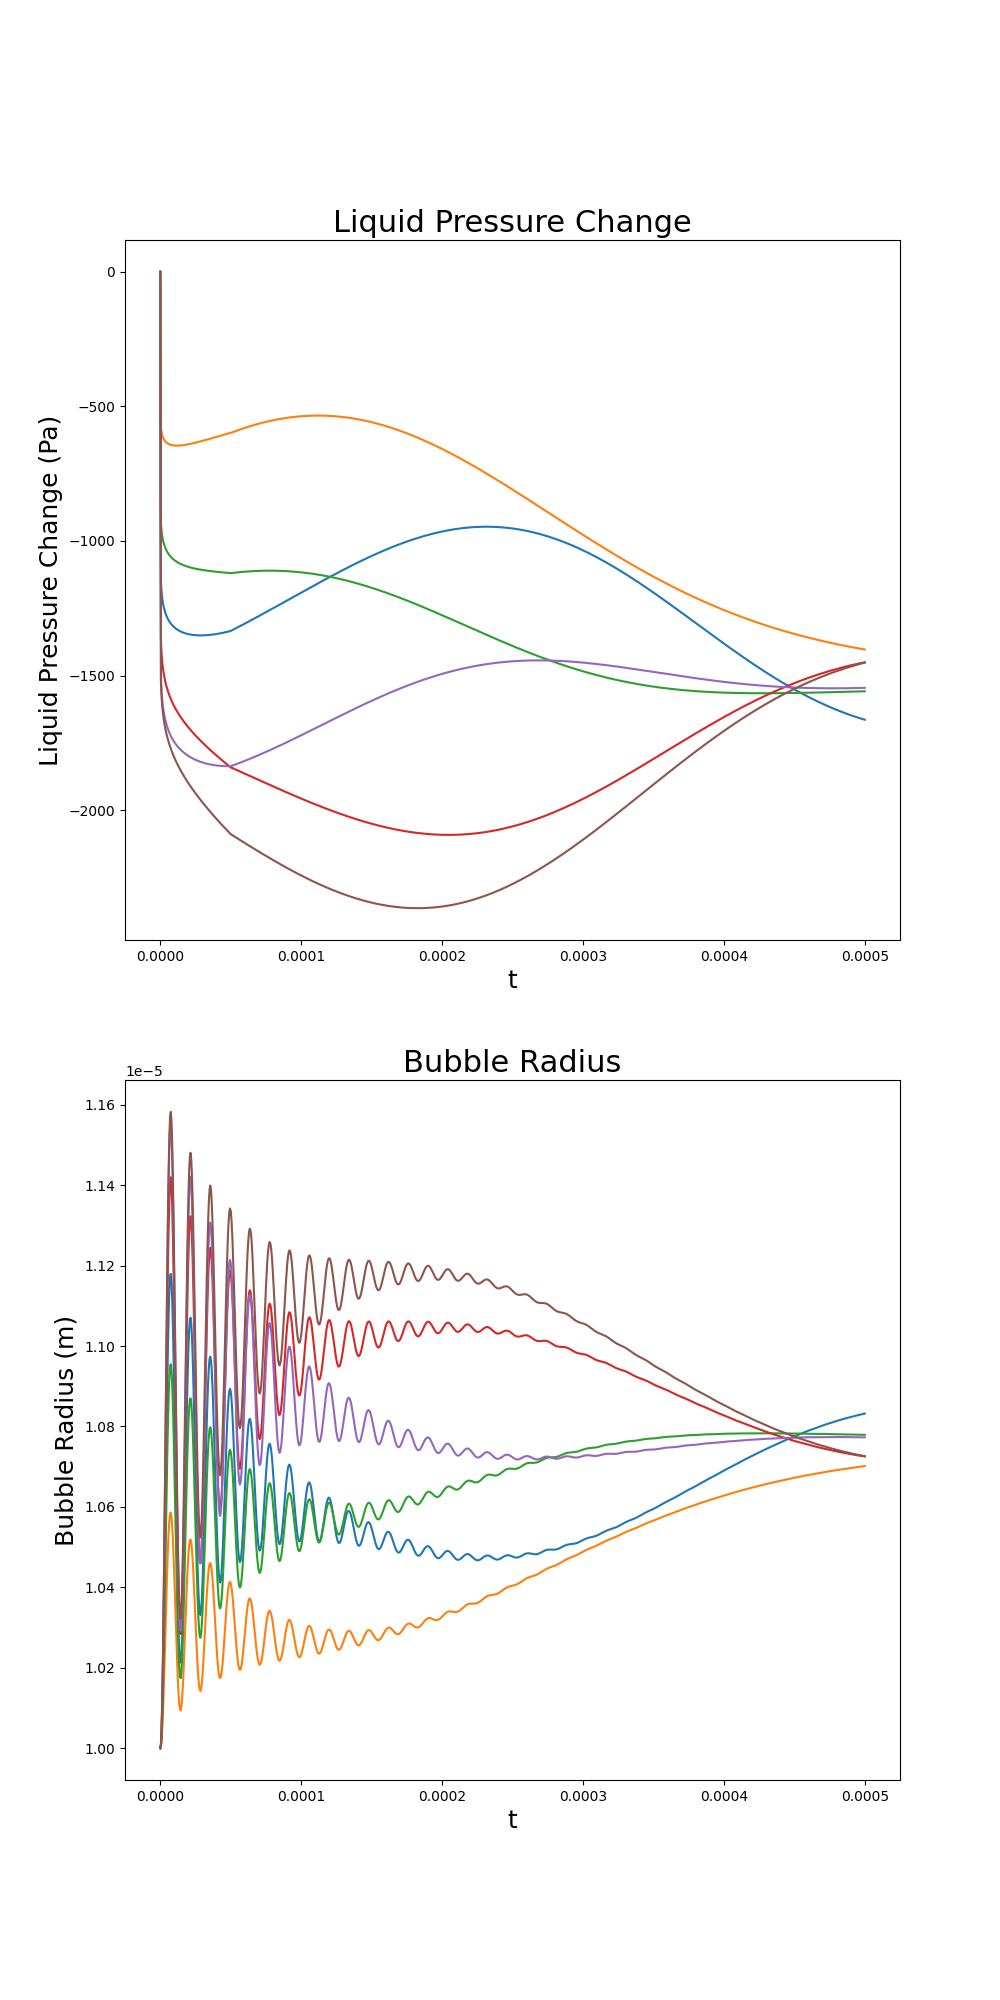 Liquid Pressure Change
Liquid Pressure Change (Pa)
0
−500
−1000
−1500
−2000
0.0000 0.0001 0.0002 0.0003 0.0004 0.0005
t
Bubble Radius
1e−5
Bubble Radius (m)
1.16
1.14
1.12
1.10
1.08
1.06
1.04
1.02
1.00
0.0000 0.0001 0.0002 0.0003 0.0004 0.0005
t